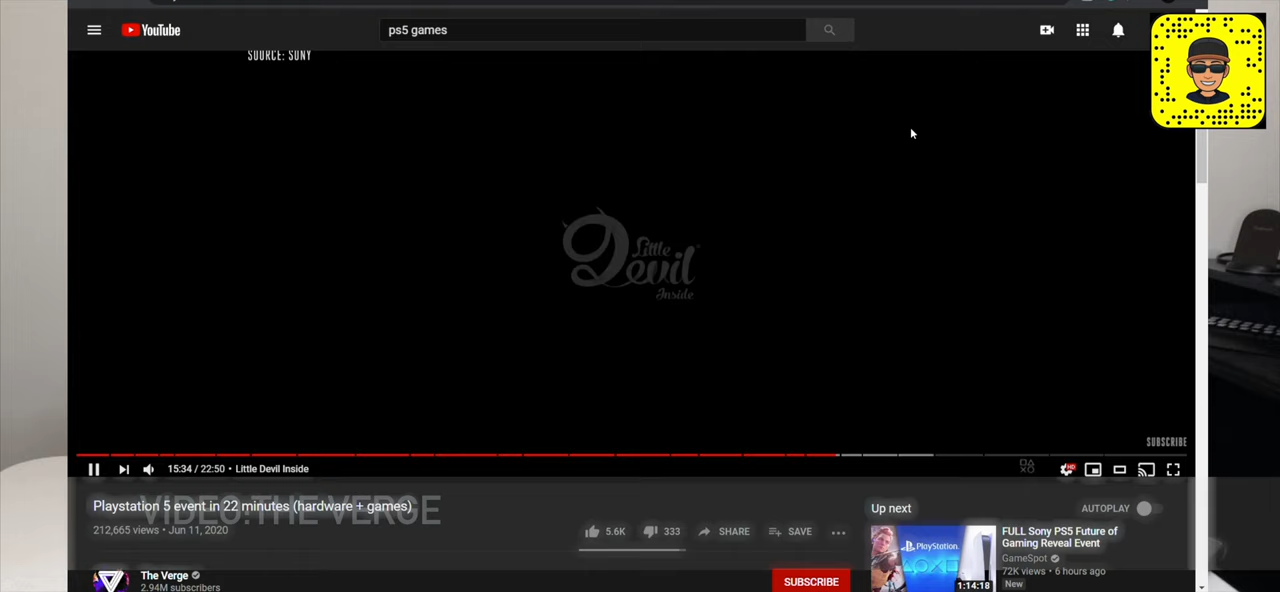 YouTube
ps5 games
SOURCE: SONY
Little
Devil
Inside
SUBSCRIBE
15:34 / 22:50 • Little Devil Inside
HD
Playstation 5 event in 22 minutes (hardware + games)
VIDEO:THE VERGE
212,665 views • Jun 11, 2020
5.6K
333
SHARE
SAVE
The Verge
2.94M subscribers
SUBSCRIBE
Up next
AUTOPLAY
PlayStation
1:14:18
FULL Sony PS5 Future of
Gaming Reveal Event
GameSpot
72K views • 6 hours ago
New